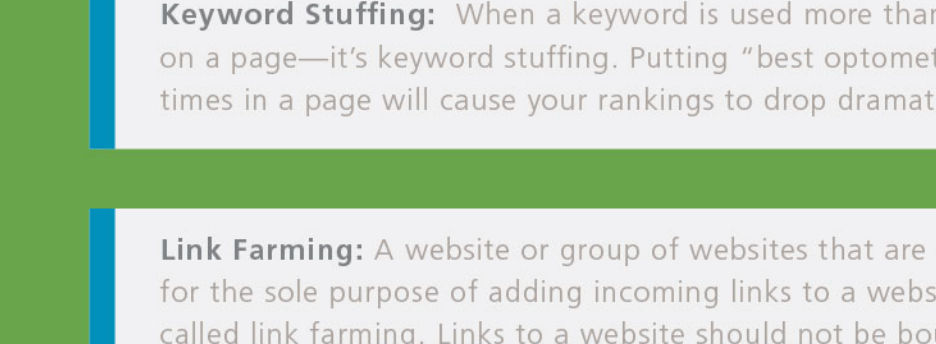 Keyword Stuffing: When a keyword is used more than
on a page—it's keyword stuffing. Putting “best
times in a page will cause your rankings to drop
Link Farming: A website or group of websites that are
for the sole purpose of adding incoming links to a
called link farming. Links to a website should not be